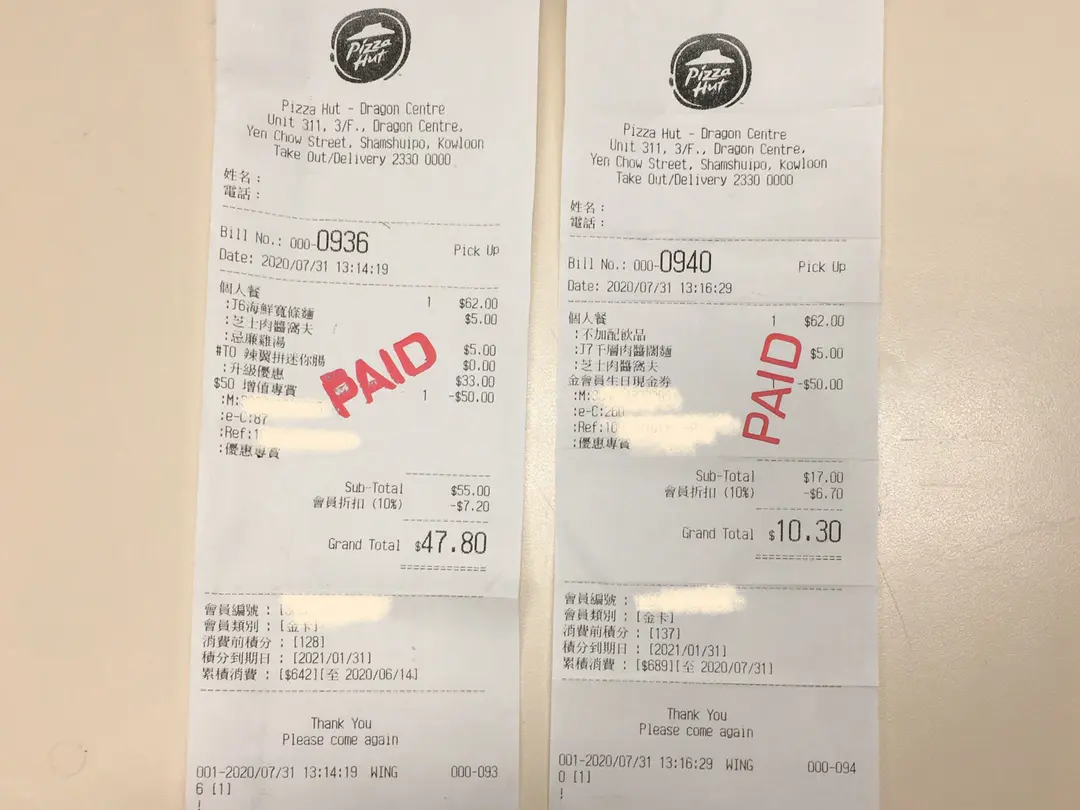 Pizza
Hut
Pizza Hut - Dragon Centre
Unit 311, 3/F., Dragon Centre,
Yen Chow Street, Shamshuipo, Kowloon
Take Out/Delivery 2330 0000
姓名：
電話：
Bill No.: 000-0936 Pick Up
Date: 2020/07/31 13:14:19
個人餐 1 $62.00
:J6海鮮寬條麵 $5.00
:芝士肉醬窩夫
:忌廉雞湯 $5.00
#TO 辣翼拼迷你腸 $0.00
:升級優惠 $33.00
$50 增值專賞 1 -$50.00
:M:
:e-C:87
:Ref:1
:優惠專賞
PAID
Sub-Total $55.00
會員折扣 (10%) -$7.20
Grand Total $47.80
會員編號 : [
會員類別 : [金卡]
消費前積分 : [128]
積分到期日 : [2021/01/31]
累積消費 : [$642][至 2020/06/14]
Thank You
Please come again
001-2020/07/31 13:14:19 WING 000-093
6 [1]
!
Pizza
Hut
Pizza Hut - Dragon Centre
Unit 311, 3/F., Dragon Centre,
Yen Chow Street, Shamshuipo, Kowloon
Take Out/Delivery 2330 0000
姓名：
電話：
Bill No.: 000-0940 Pick Up
Date: 2020/07/31 13:16:29
個人餐 1 $62.00
:不加配飲品
:J7千層肉醬闊麵 $5.00
:芝士肉醬窩夫
金會員生日現金券 -$50.00
:M:
:e-C:260
:Ref:10
:優惠專賞
PAID
Sub-Total $17.00
會員折扣 (10%) -$6.70
Grand Total $10.30
會員編號 :
會員類別 : [金卡]
消費前積分 : [137]
積分到期日 : [2021/01/31]
累積消費 : [$689][至 2020/07/31]
Thank You
Please come again
001-2020/07/31 13:16:29 WING 000-094
0 [1]
!